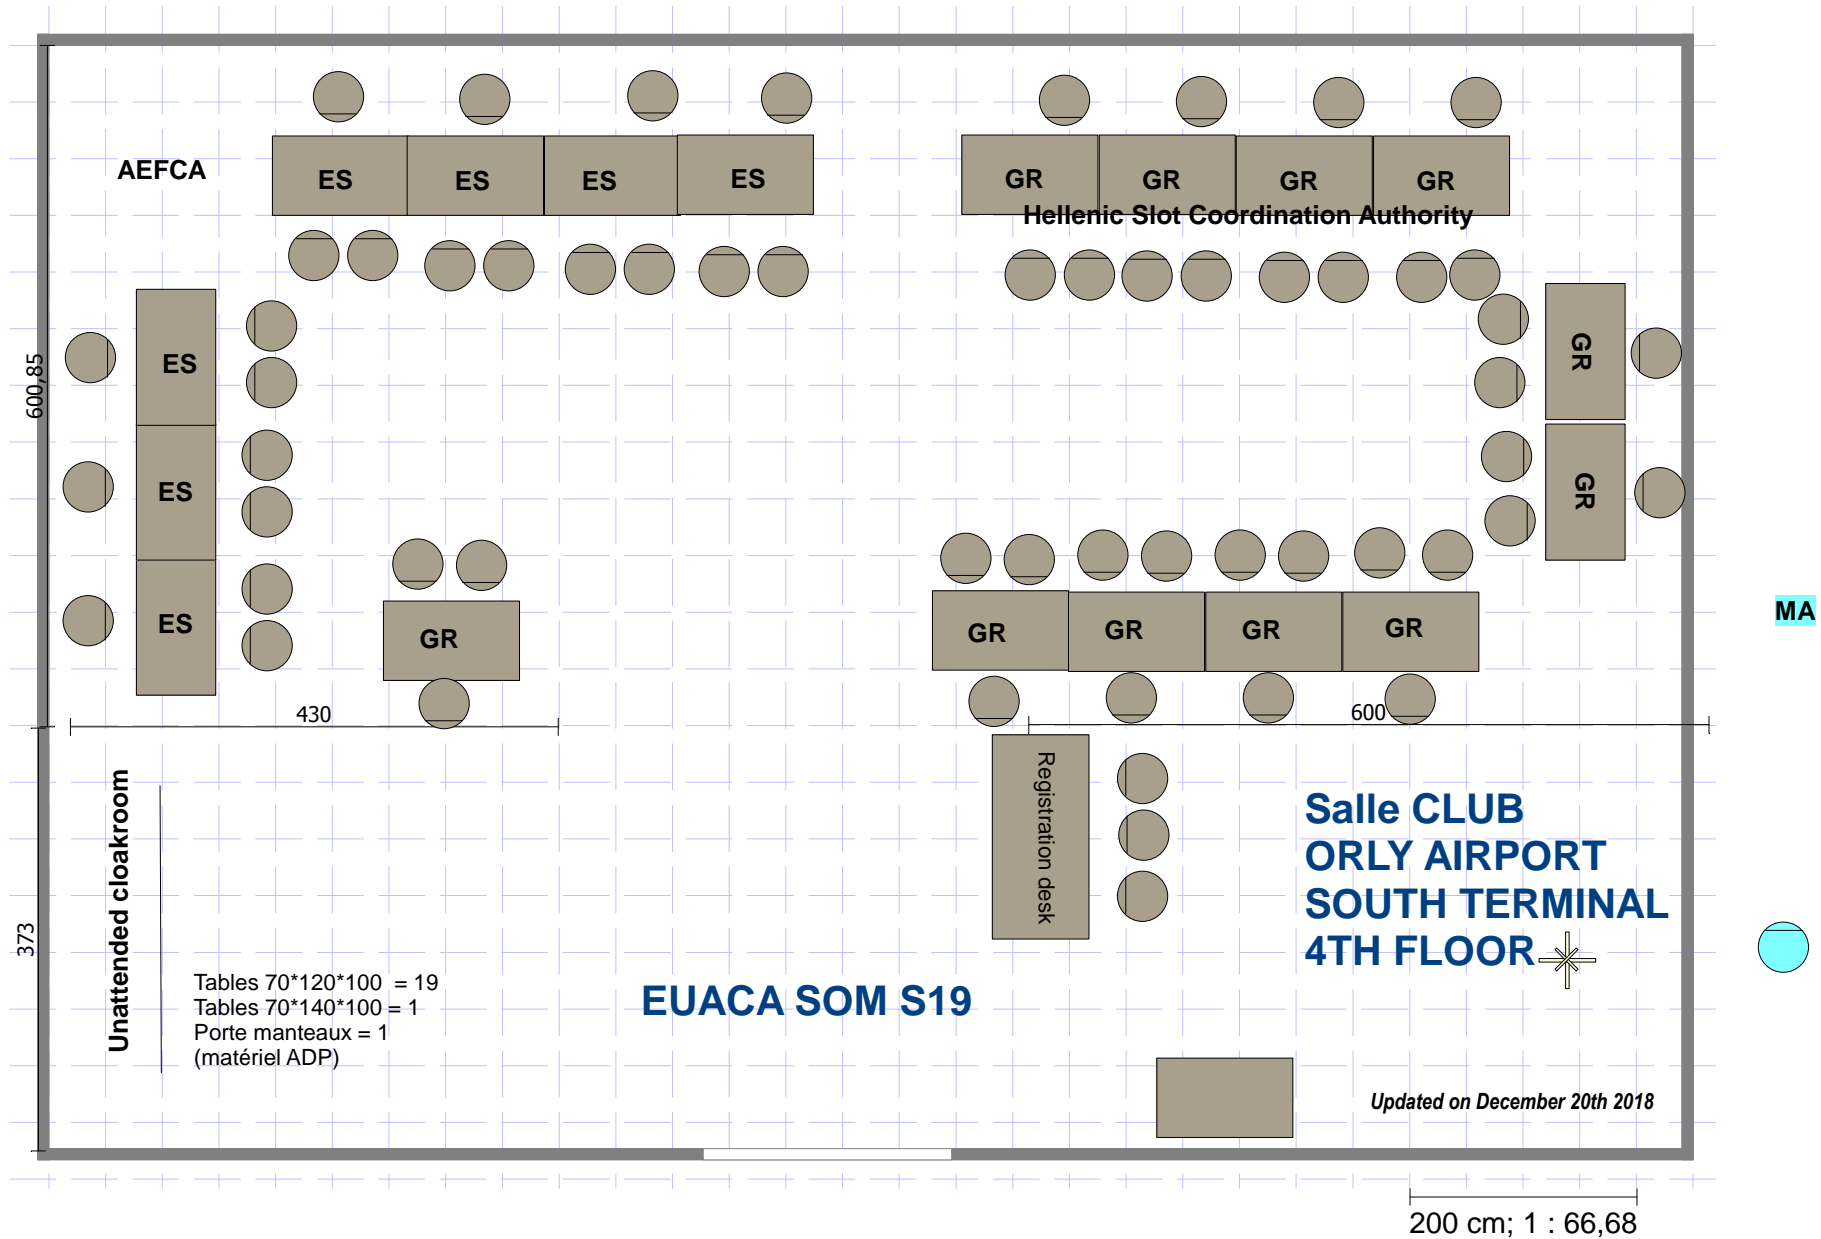 AEFCA
ES
ES
ES
ES
GR
GR
GR
GR
Hellenic Slot Coordination Authority
600,85
ES
ES
ES
GR
GR
GR
GR
GR
GR
GR
MA
430
600
373
Unattended cloakroom
Registration desk
Salle CLUB
ORLY AIRPORT
SOUTH TERMINAL
4TH FLOOR
Tables 70*120*100 = 19
Tables 70*140*100 = 1
Porte manteaux = 1
(matériel ADP)
EUACA SOM S19
Updated on December 20th 2018
200 cm; 1 : 66,68